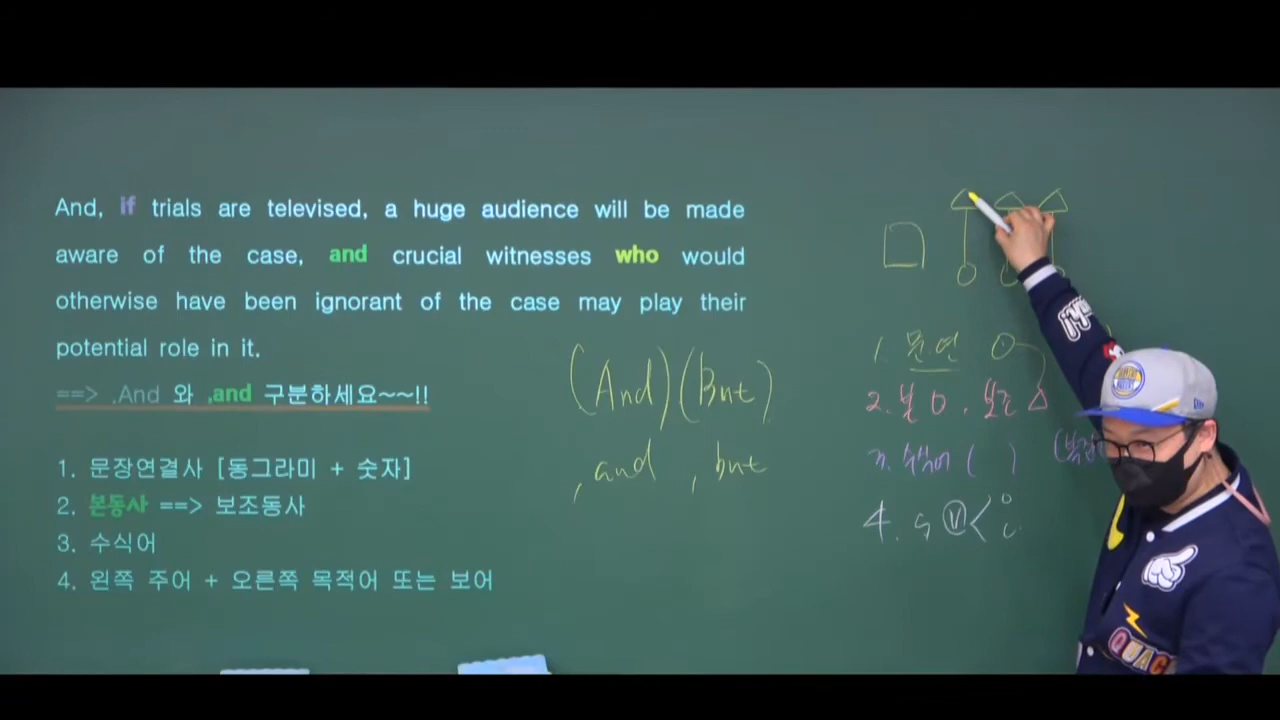 And, if trials are televised, a huge audience will be made
aware of the case, and crucial witnesses who would
otherwise have been ignorant of the case may play their
potential role in it.
==> ,And 와 ,and 구분하세요~~!!
1. 문장연결사 [동그라미 + 숫자]
2. 본동사 ==> 보조동사
3. 수식어
4. 왼쪽 주어 + 오른쪽 목적어 또는 보어
(And) (But)
, and , but
1. 문연
2. 본 O . 보조 △
3. 수식어 ( )
4. S V < o c
QUAC